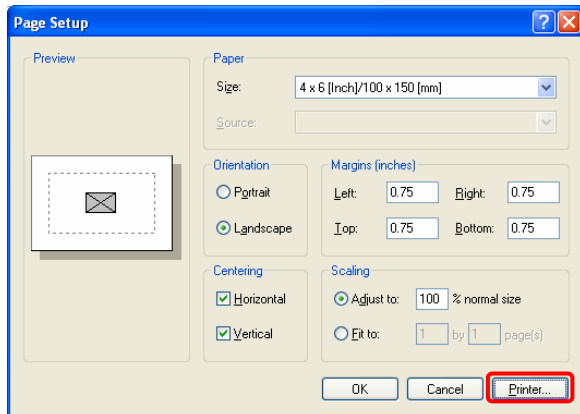 Page Setup
Preview
Paper
Size: 4 x 6 [Inch]/100 x 150 [mm]
Source:
Orientation
Portrait
Landscape
Margins (inches)
Left: 0.75 Right: 0.75
Top: 0.75 Bottom: 0.75
Centering
Horizontal
Vertical
Scaling
Adjust to: 100 % normal size
Fit to: 1 by 1 page(s)
OK Cancel Printer...